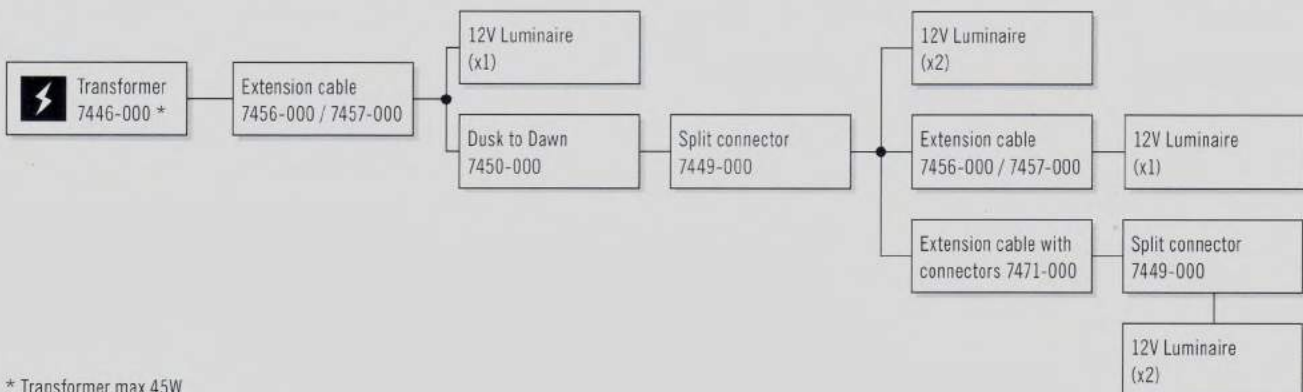 Transformer
7446-000 *
Extension cable
7456-000 / 7457-000
12V Luminaire
(x1)
Dusk to Dawn
7450-000
Split connector
7449-000
12V Luminaire
(x2)
Extension cable
7456-000 / 7457-000
12V Luminaire
(x1)
Extension cable with
connectors 7471-000
Split connector
7449-000
12V Luminaire
(x2)
* Transformer max 45W